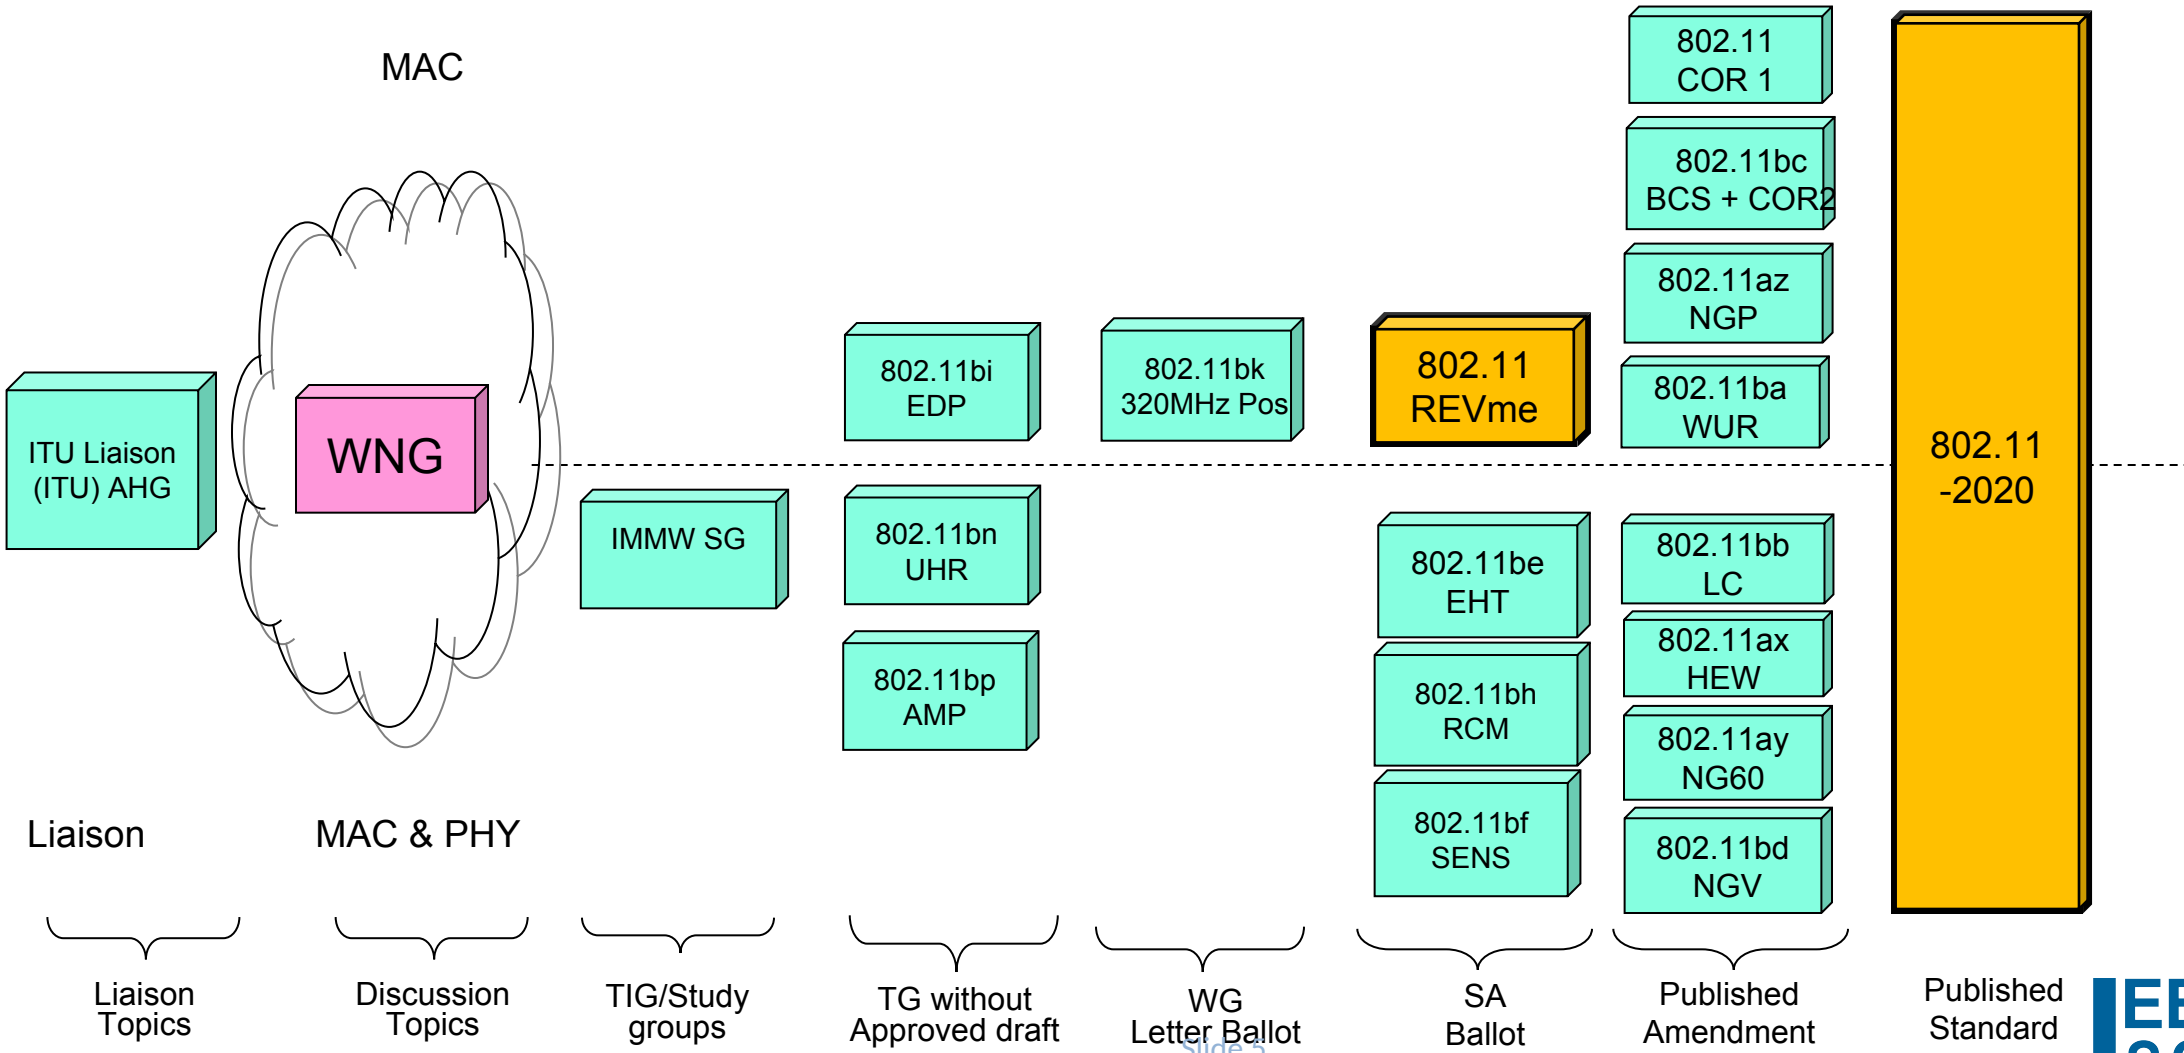 MAC
ITU Liaison
(ITU) AHG
WNG
IMMW SG
802.11bi
EDP
802.11bn
UHR
802.11bp
AMP
802.11bk
320MHz Pos
802.11
REVme
802.11be
EHT
802.11bh
RCM
802.11bf
SENS
802.11
COR 1
802.11bc
BCS + COR2
802.11az
NGP
802.11ba
WUR
802.11bb
LC
802.11ax
HEW
802.11ay
NG60
802.11bd
NGV
802.11
-2020
Liaison
MAC & PHY
Liaison
Topics
Discussion
Topics
TIG/Study
groups
TG without
Approved draft
WG
Letter Ballot
SA
Ballot
Published
Amendment
Published
Standard
Slide 5